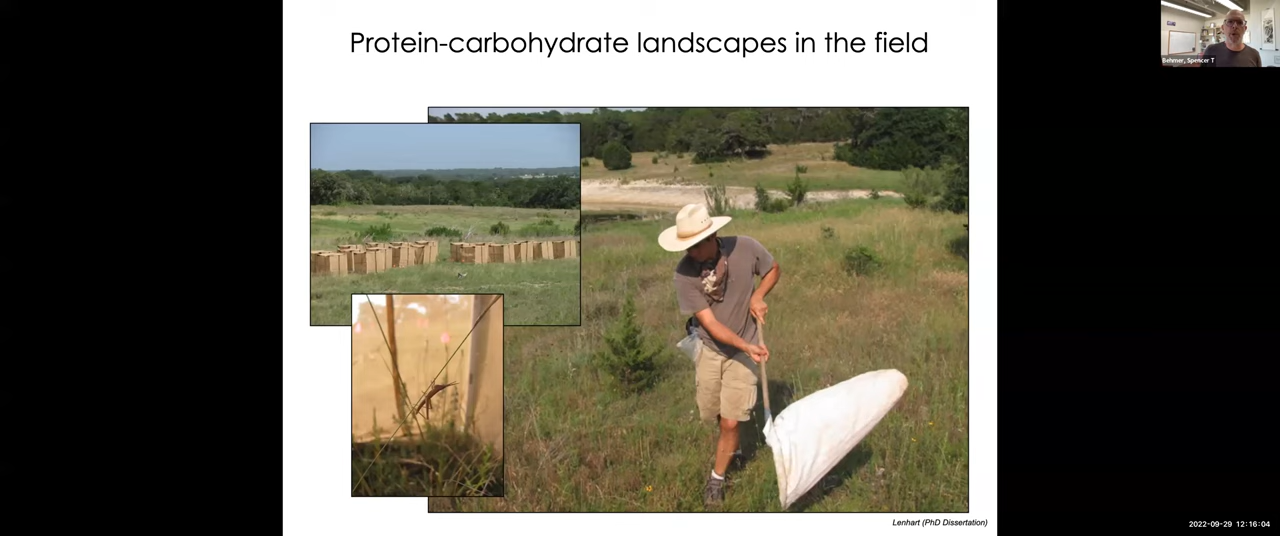 Protein-carbohydrate landscapes in the field
Behmer, Spencer T
Lenhart (PhD Dissertation)
2022-09-29 12:16:04